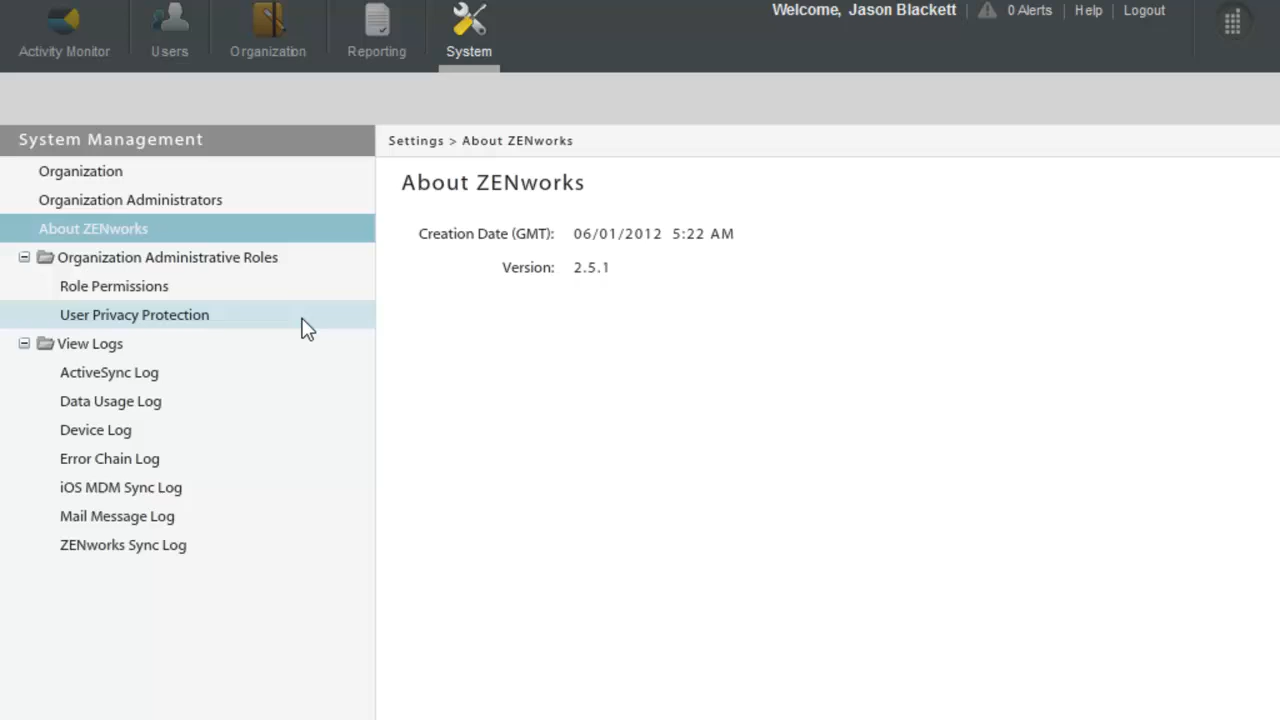 Welcome, Jason Blackett 0 Alerts Help Logout
Activity Monitor Users Organization Reporting System
System Management
Organization
Organization Administrators
About ZENworks
Organization Administrative Roles
Role Permissions
User Privacy Protection
View Logs
ActiveSync Log
Data Usage Log
Device Log
Error Chain Log
iOS MDM Sync Log
Mail Message Log
ZENworks Sync Log
Settings > About ZENworks
About ZENworks
Creation Date (GMT): 06/01/2012 5:22 AM
Version: 2.5.1